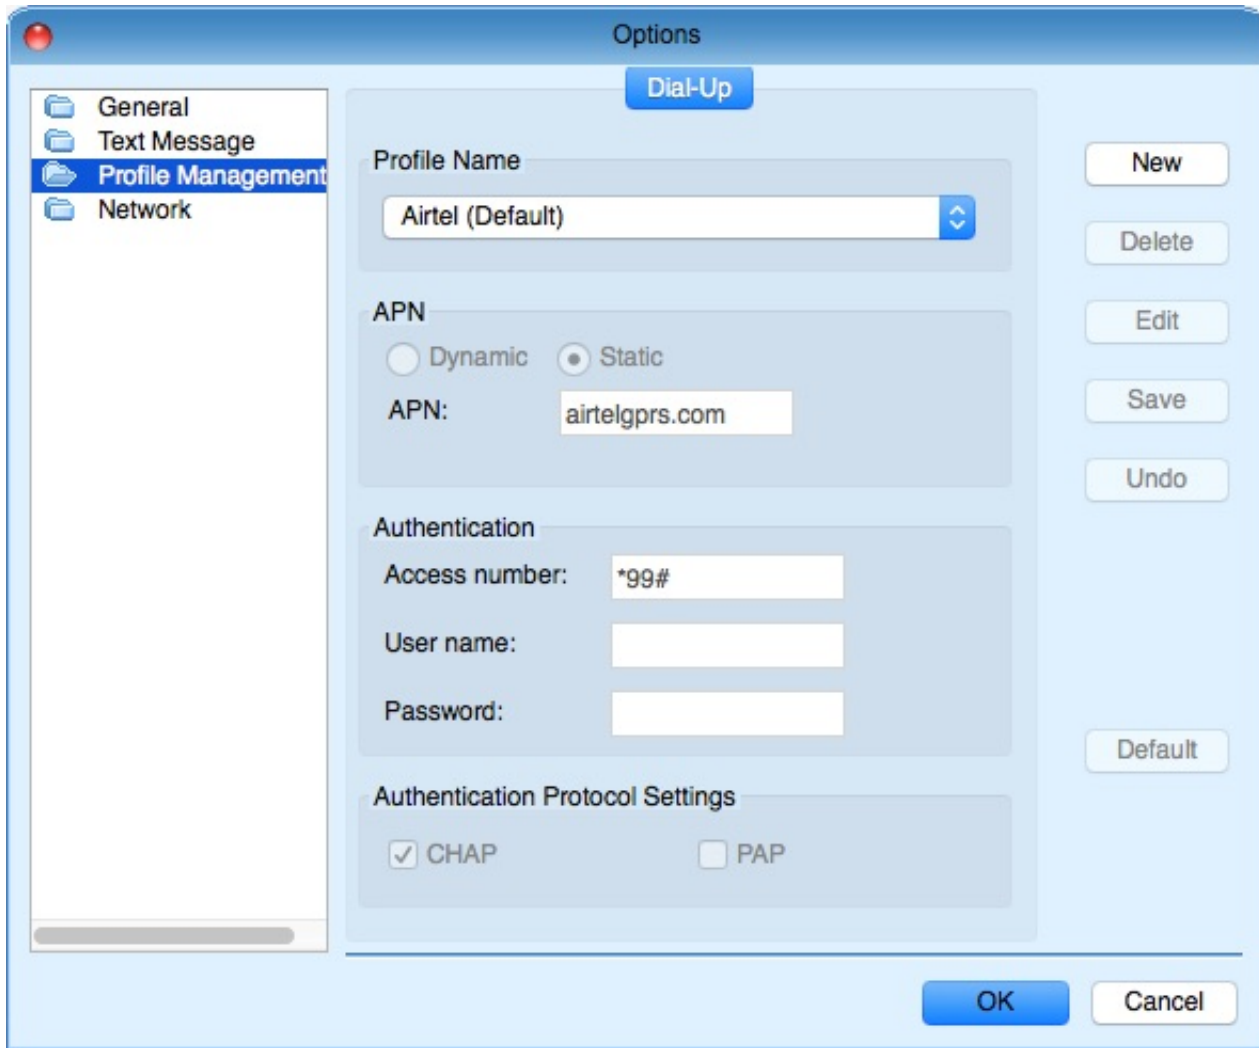 Options
General
Text Message
Profile Management
Network
Dial-Up
Profile Name
Airtel (Default)
APN
Dynamic Static
APN: airtelgprs.com
Authentication
Access number: *99#
User name:
Password:
Authentication Protocol Settings
CHAP PAP
New
Delete
Edit
Save
Undo
Default
OK Cancel